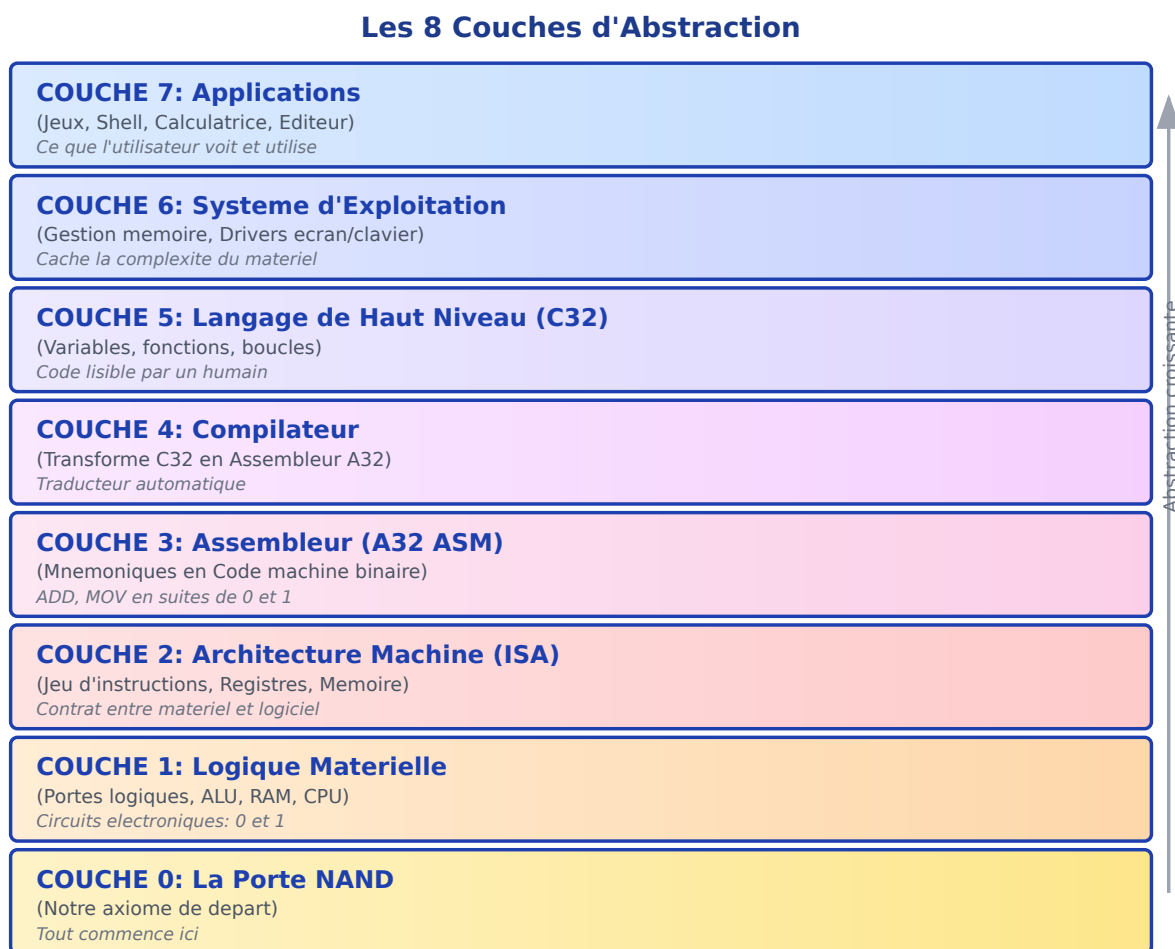 Les 8 Couches d'Abstraction
COUCHE 7: Applications
(Jeux, Shell, Calculatrice, Editeur)
Ce que l'utilisateur voit et utilise
COUCHE 6: Systeme d'Exploitation
(Gestion memoire, Drivers ecran/clavier)
Cache la complexite du materiel
COUCHE 5: Langage de Haut Niveau (C32)
(Variables, fonctions, boucles)
Code lisible par un humain
COUCHE 4: Compilateur
(Transforme C32 en Assembleur A32)
Traducteur automatique
COUCHE 3: Assembleur (A32 ASM)
(Mnemoniques en Code machine binaire)
ADD, MOV en suites de 0 et 1
COUCHE 2: Architecture Machine (ISA)
(Jeu d'instructions, Registres, Memoire)
Contrat entre materiel et logiciel
COUCHE 1: Logique Materielle
(Portes logiques, ALU, RAM, CPU)
Circuits electroniques: 0 et 1
COUCHE 0: La Porte NAND
(Notre axiome de depart)
Tout commence ici
Abstraction croissante